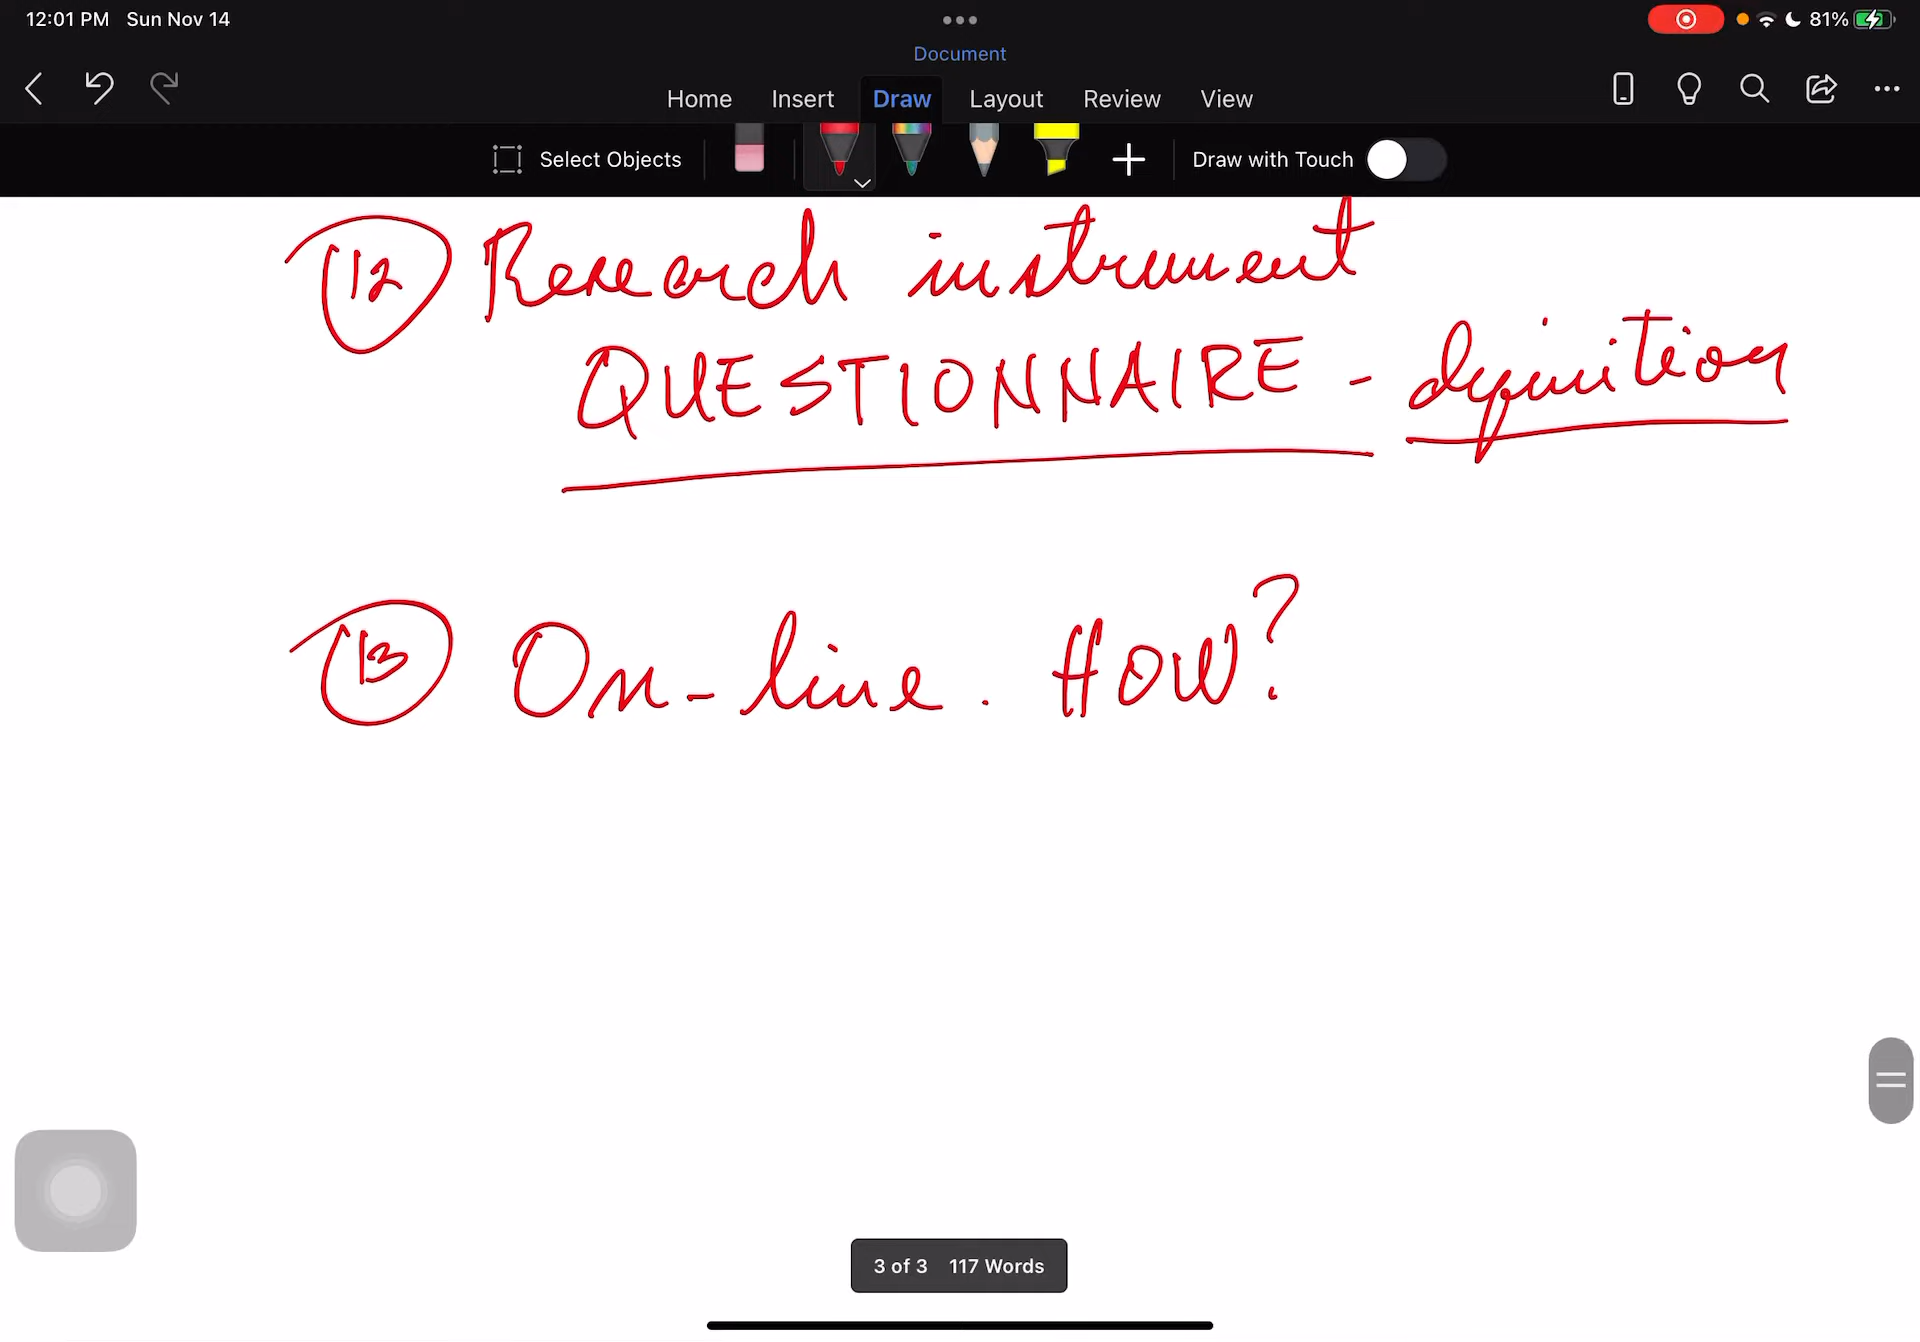 12:01 PM Sun Nov 14
81%
Document
Home Insert Draw Layout Review View
Select Objects
Draw with Touch
12 Research instrument
QUESTIONNAIRE - definition
13 On-line. HOW?
3 of 3 117 Words